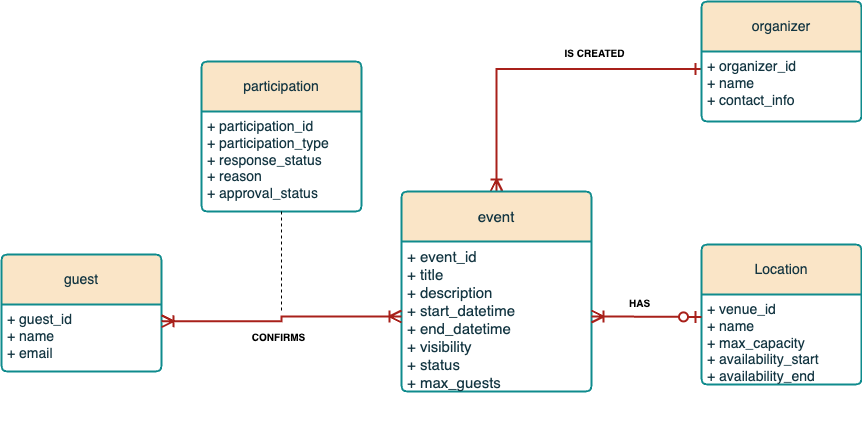 organizer
+ organizer_id
+ name
+ contact_info
IS CREATED
participation
+ participation_id
+ participation_type
+ response_status
+ reason
+ approval_status
event
+ event_id
+ title
+ description
+ start_datetime
+ end_datetime
+ visibility
+ status
+ max_guests
guest
+ guest_id
+ name
+ email
CONFIRMS
HAS
Location
+ venue_id
+ name
+ max_capacity
+ availability_start
+ availability_end